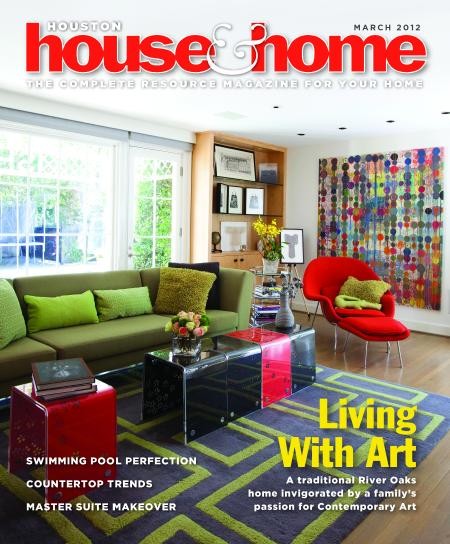 HOUSTON
MARCH 2012
house&home
THE COMPLETE RESOURCE MAGAZINE FOR YOUR HOME
Living
With Art
A traditional River Oaks
home invigorated by a family's
passion for Contemporary Art
SWIMMING POOL PERFECTION
COUNTERTOP TRENDS
MASTER SUITE MAKEOVER